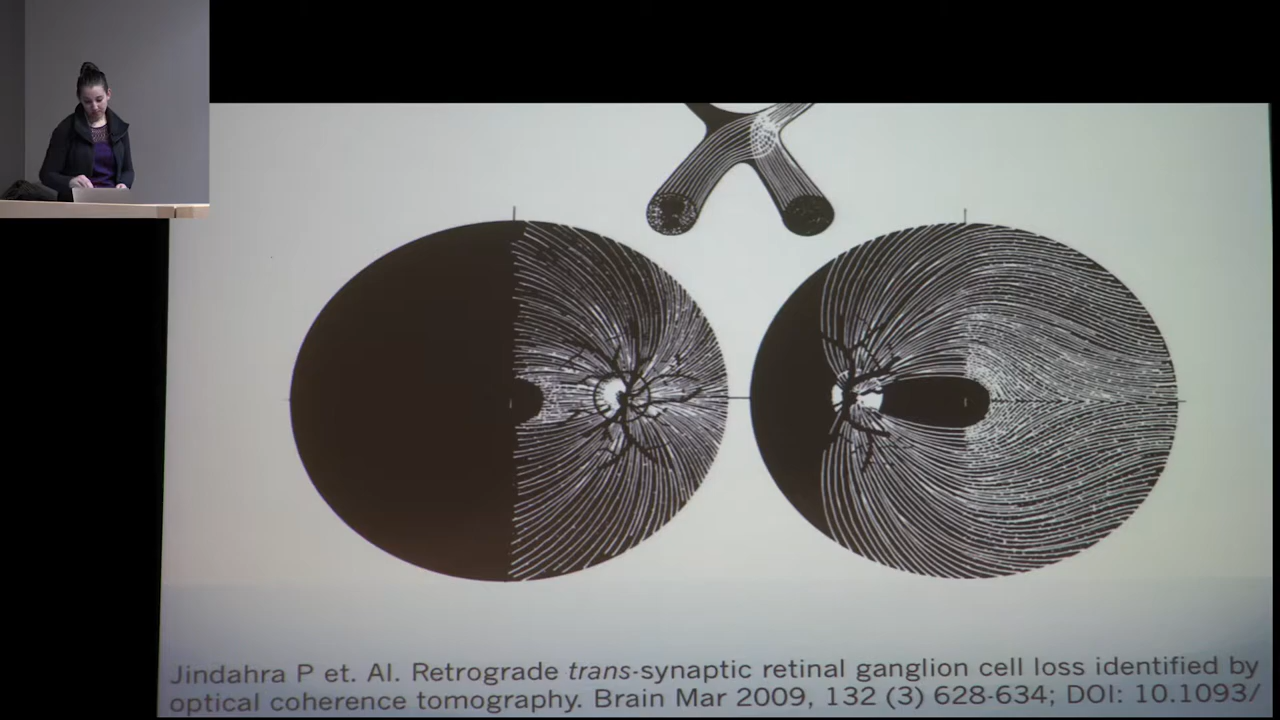 Jindahra P et. Al. Retrograde trans-synaptic retinal ganglion cell loss identified by
optical coherence tomography. Brain Mar 2009, 132 (3) 628-634; DOI: 10.1093/